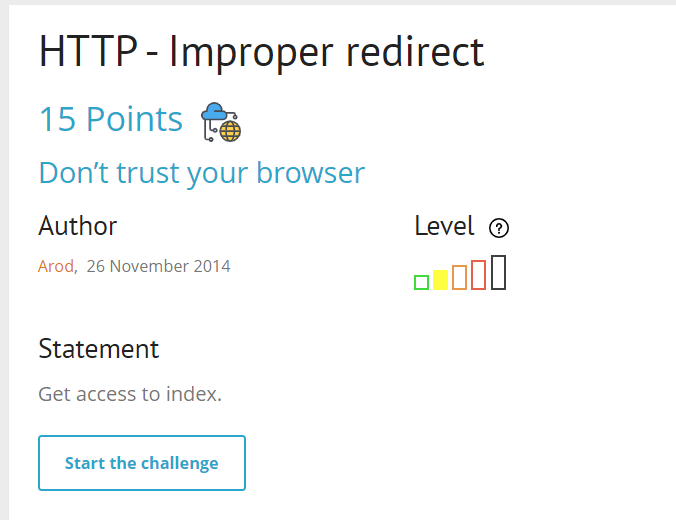 HTTP - Improper redirect
15 Points
Don’t trust your browser
Author
Level ?
Arod, 26 November 2014
Statement
Get access to index.
Start the challenge